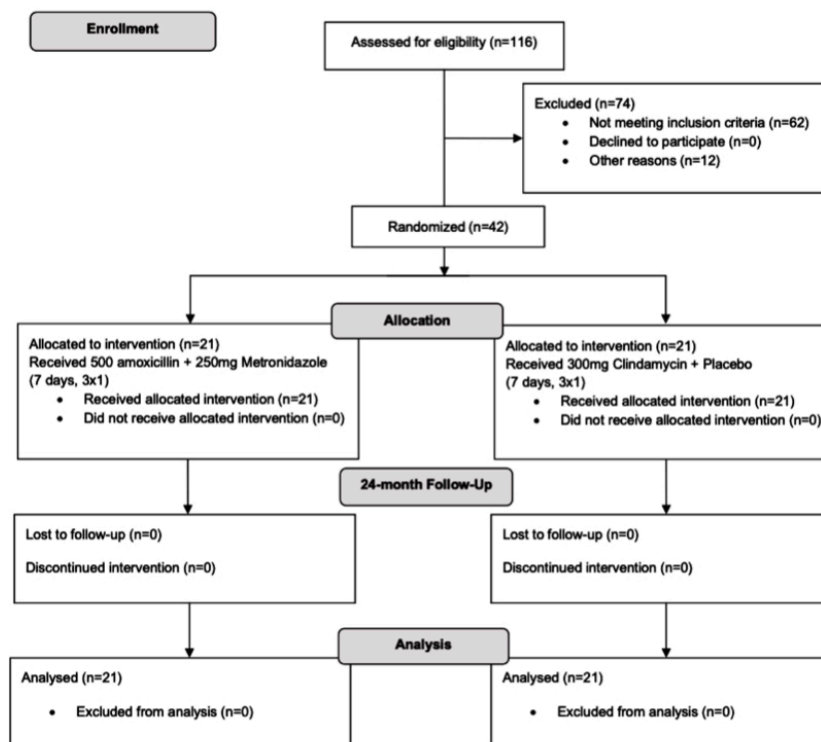 Enrollment
Assessed for eligibility (n=116)
Excluded (n=74)
• Not meeting inclusion criteria (n=62)
• Declined to participate (n=0)
• Other reasons (n=12)
Randomized (n=42)
Allocation
Allocated to intervention (n=21)
Received 500 amoxicillin + 250mg Metronidazole
(7 days, 3x1)
• Received allocated intervention (n=21)
• Did not receive allocated intervention (n=0)
Allocated to intervention (n=21)
Received 300mg Clindamycin + Placebo
(7 days, 3x1)
• Received allocated intervention (n=21)
• Did not receive allocated intervention (n=0)
24-month Follow-Up
Lost to follow-up (n=0)
Discontinued intervention (n=0)
Lost to follow-up (n=0)
Discontinued intervention (n=0)
Analysis
Analysed (n=21)
• Excluded from analysis (n=0)
Analysed (n=21)
• Excluded from analysis (n=0)